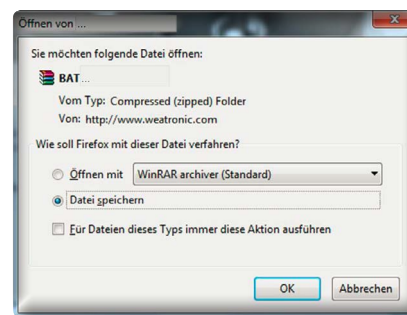 Öffnen von ...
Sie möchten folgende Datei öffnen:
BAT...
Vom Typ: Compressed (zipped) Folder
Von: http://www.weatronic.com
Wie soll Firefox mit dieser Datei verfahren?
Öffnen mit WinRAR archiver (Standard)
Datei speichern
Für Dateien dieses Typs immer diese Aktion ausführen
OK Abbrechen